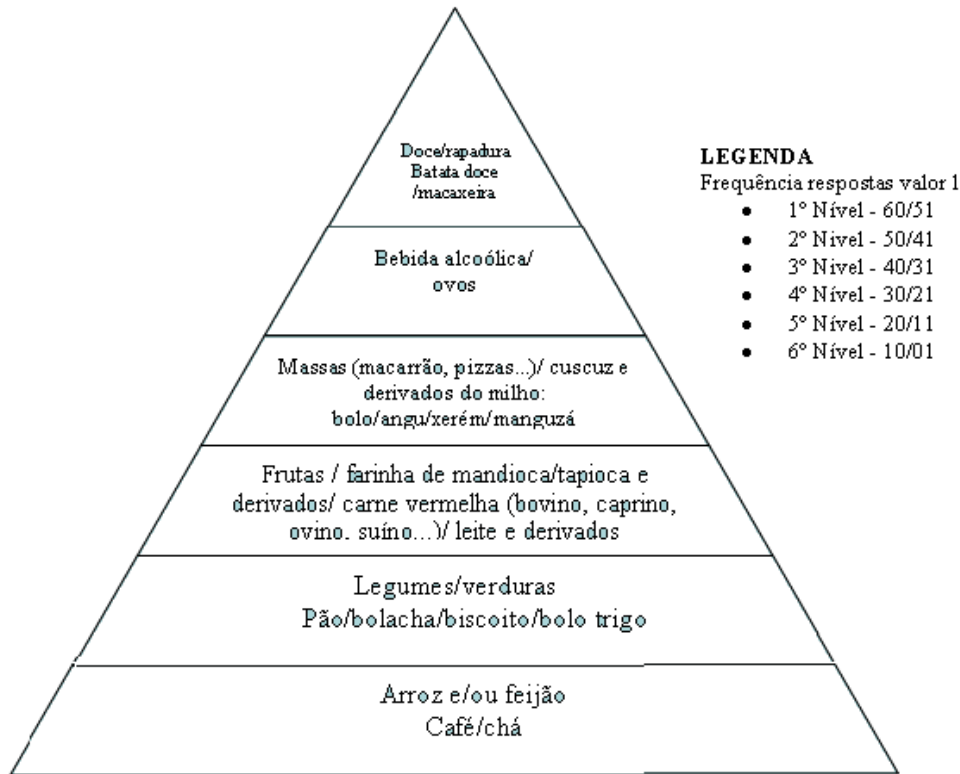 Doce/rapadura
Batata doce
/macaxeira
Bebida alcoólica/
ovos
Massas (macarrão, pizzas...)/ cuscuz e
derivados do milho:
bolo/angu/xerém/manguzá
Frutas / farinha de mandioca/tapioca e
derivados/ carne vermelha (bovino, caprino,
ovino. suíno...)/ leite e derivados
Legumes/verduras
Pão/bolacha/biscoito/bolo trigo
Arroz e/ou feijão
Café/chá
LEGENDA
Frequência respostas valor 1
• 1º Nível - 60/51
• 2º Nível - 50/41
• 3º Nível - 40/31
• 4º Nível - 30/21
• 5º Nível - 20/11
• 6º Nível - 10/01